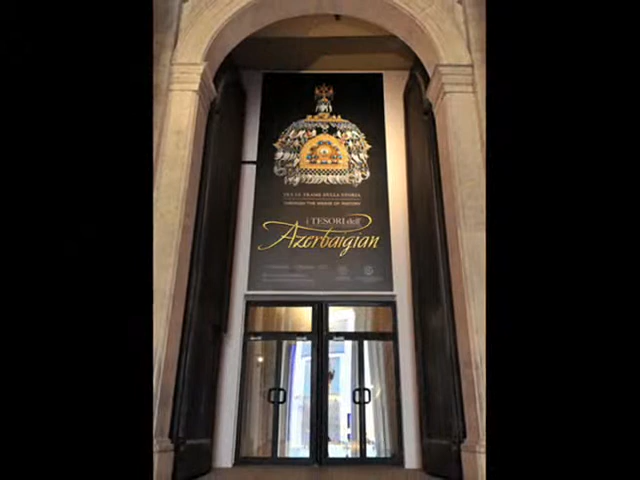 TRA LE TRAME DELLA STORIA
THROUGH THE WEAVE OF HISTORY
i TESORI dell'
Azerbaigian